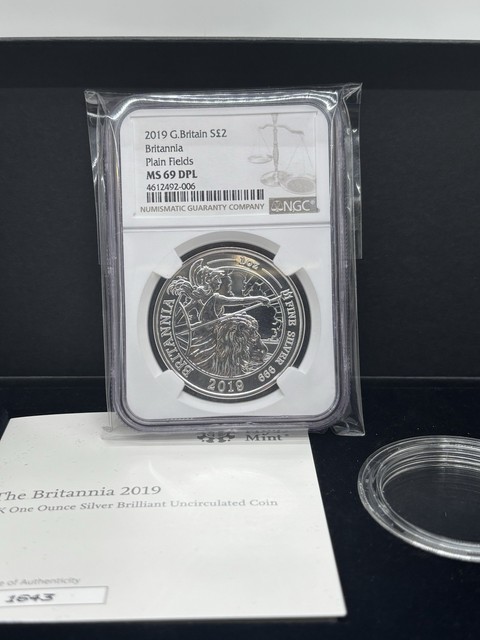 2019 G.Britain S£2
Britannia
Plain Fields
MS 69 DPL
4612492-006
NUMISMATIC GUARANTY COMPANY
NGC
1 OZ
BRITANNIA
2019
999
FINE SILVER
Mint
The Britannia 2019
K One Ounce Silver Brilliant Uncirculated Coin
of Authenticity
1643